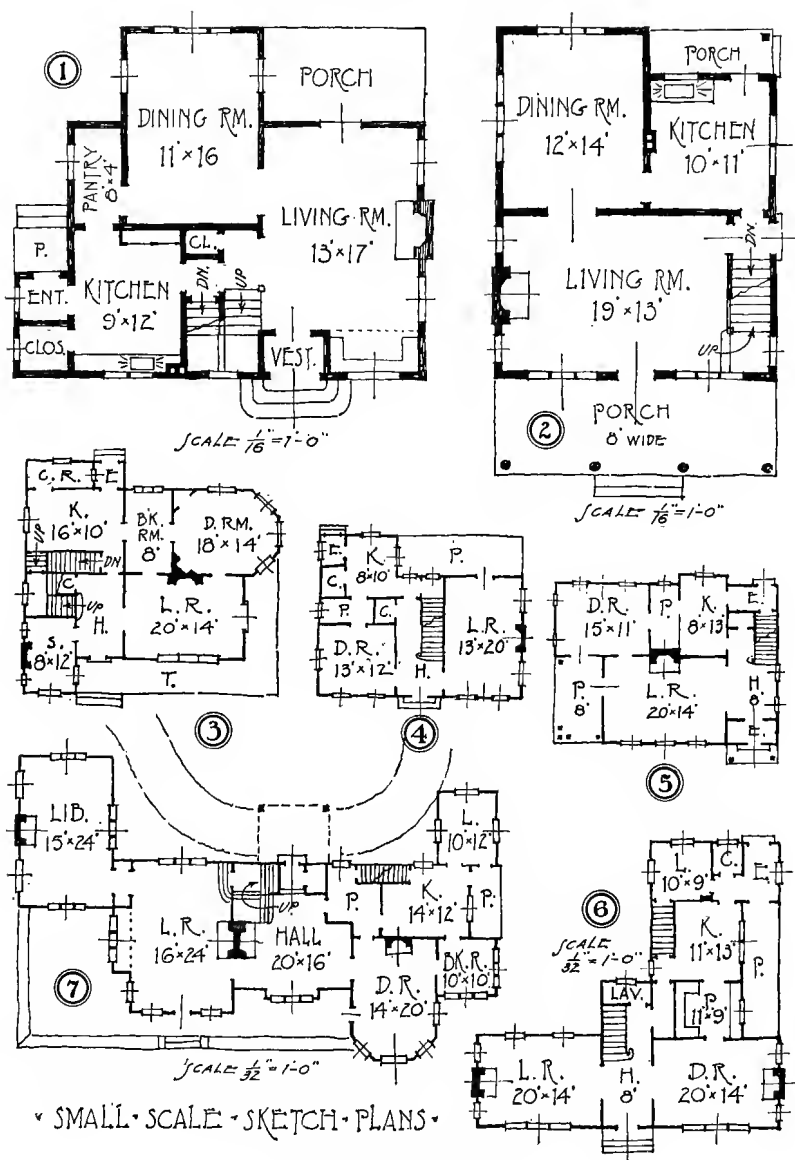 1
DINING RM.
11'×16
PORCH
PANTRY
8'×4'
LIVING RM.
13'×17'
P.
CL.
ENT.
KITCHEN
9'×12'
DN.
UP
CLOS.
VEST.
SCALE 1/16"=1'-0"
PORCH
DINING RM.
12'×14'
KITCHEN
10'×11'
DN.
LIVING RM.
19'×13'
UP
PORCH
8' WIDE
2
SCALE 1/16"=1'-0"
C. R.
E.
K.
16'×10'
BK.
RM.
8'
D. RM.
18'×14'
UP
DN.
C.
UP
L. R.
20'×14'
H.
S.
8'×12'
T.
3
E.
K.
8'×10'
P.
C.
P.
C.
L.R.
13'×20'
D.R.
13'×12'
H.
4
D.R.
15'×11'
P.
K.
8'×13'
E.
P.
8'
L.R.
20'×14'
H.
8'
E.
5
LIB.
15'×24'
L.
10'×12'
UP
P.
K.
14'×12'
P.
L.R.
16'×24'
HALL
20'×16'
BK.R.
10'×10'
D.R.
14'×20'
7
SCALE 1/32"=1'-0"
L.
10'×9'
C.
E.
6
SCALE
1/32"=1'-0"
K.
11'×13'
P.
LAV.
P.
11'×9'
L.R.
20'×14'
H.
8'
D.R.
20'×14'
SMALL·SCALE·SKETCH·PLANS